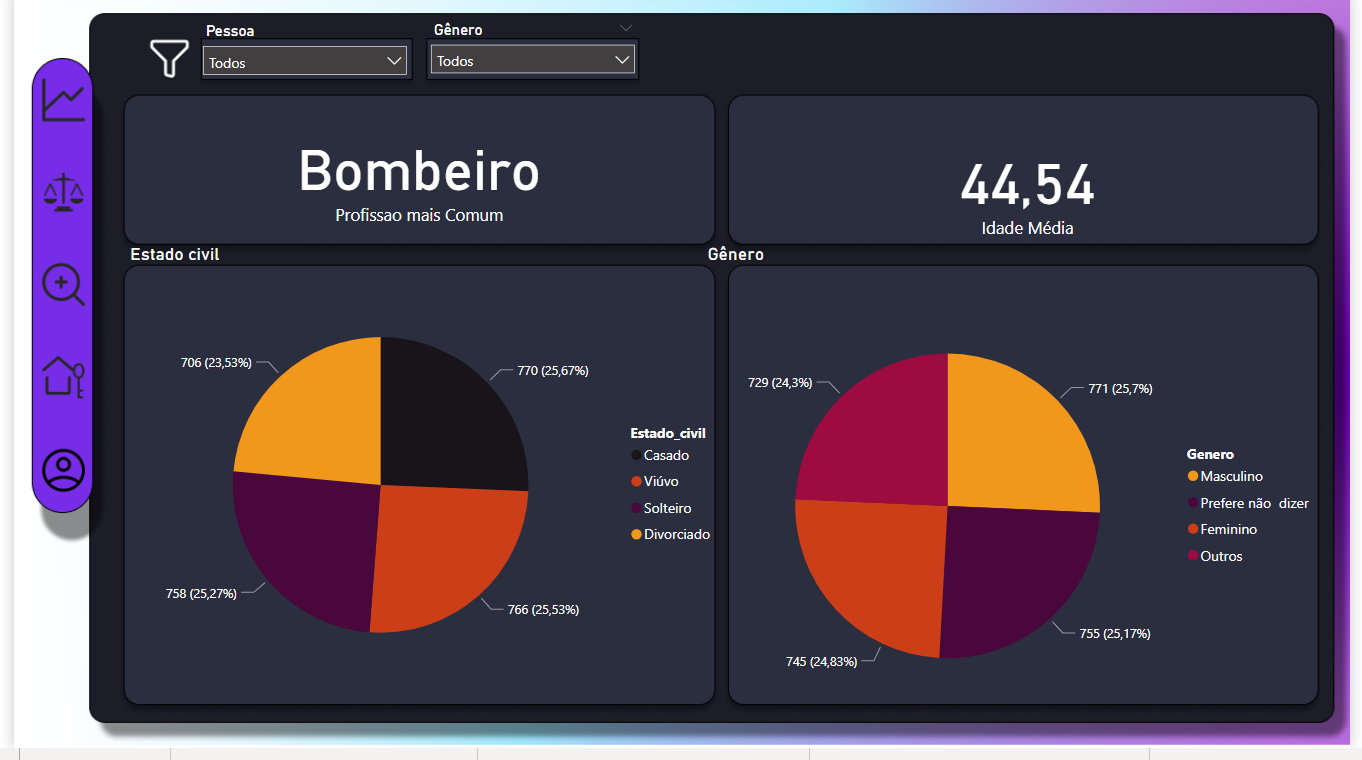 Pessoa
Gênero
Todos
Todos
Bombeiro
Profissao mais Comum
44,54
Idade Média
Estado civil
Gênero
706 (23,53%)
770 (25,67%)
758 (25,27%)
766 (25,53%)
Estado_civil
Casado
Viúvo
Solteiro
Divorciado
729 (24,3%)
771 (25,7%)
745 (24,83%)
755 (25,17%)
Genero
Masculino
Prefere não  dizer
Feminino
Outros